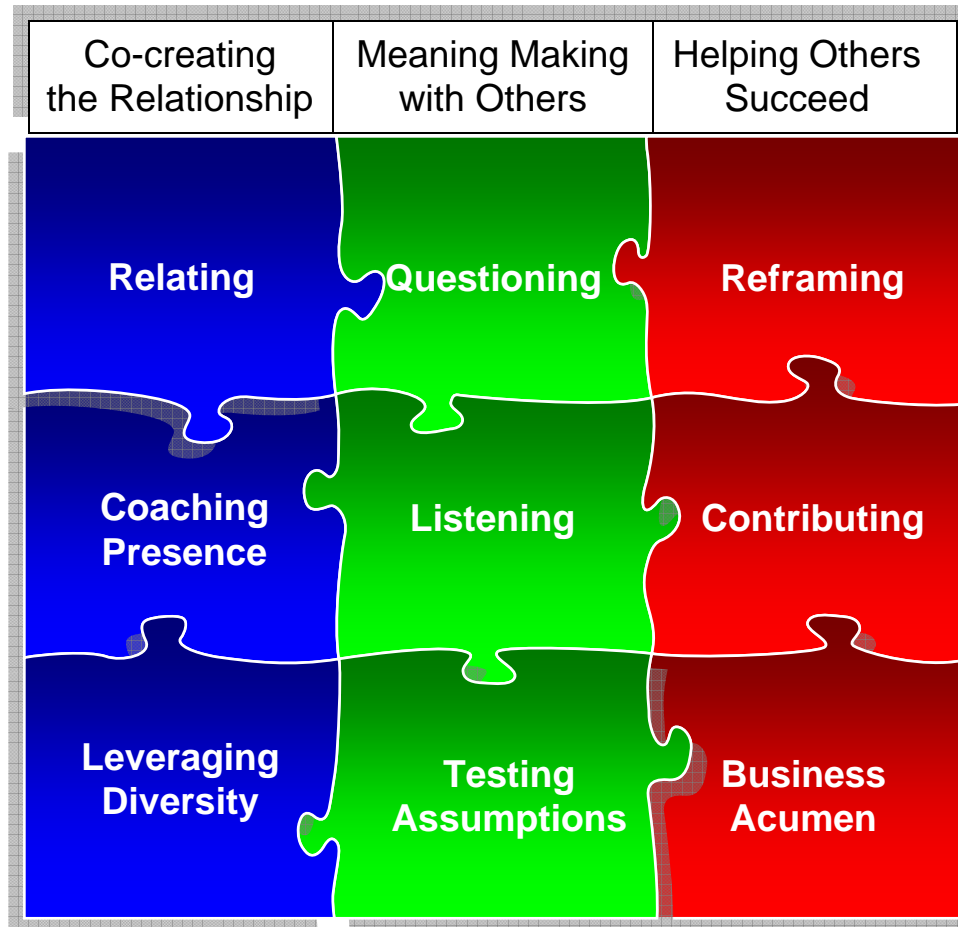 Co-creating
the Relationship
Meaning Making
with Others
Helping Others
Succeed
Relating
Questioning
Reframing
Coaching
Presence
Listening
Contributing
Leveraging
Diversity
Testing
Assumptions
Business
Acumen